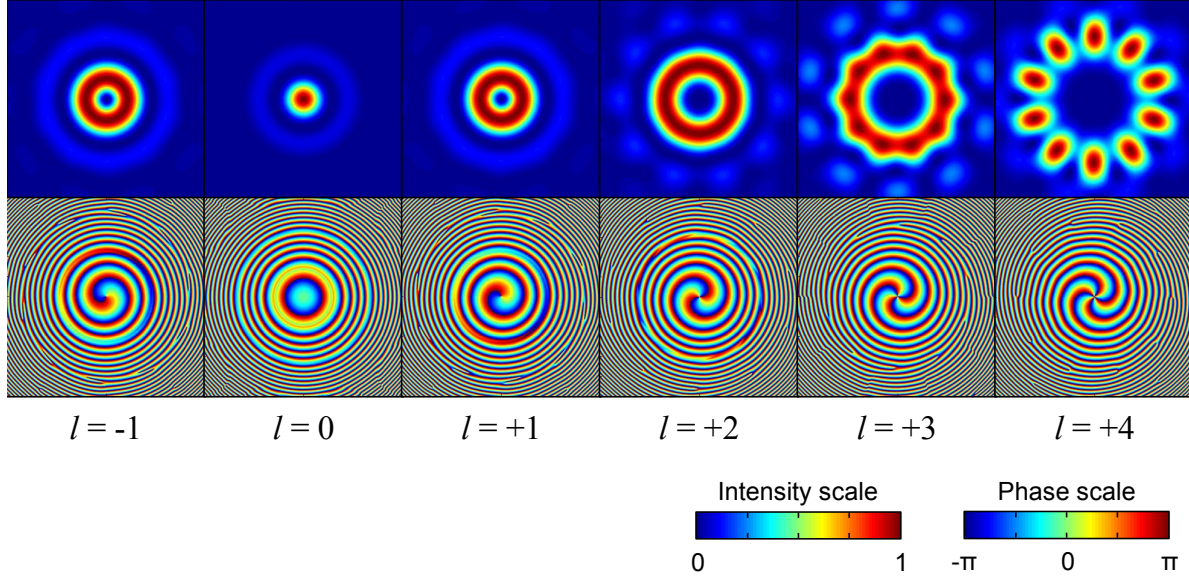 l = -1 l = 0 l = +1 l = +2 l = +3 l = +4
Intensity scale Phase scale
0 1 -π 0 π